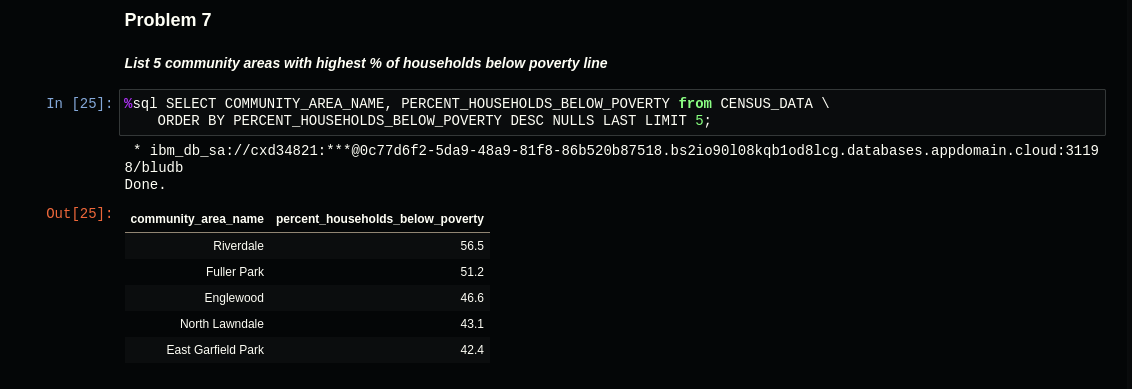 Problem 7
List 5 community areas with highest % of households below poverty line
In [25]: %sql SELECT COMMUNITY_AREA_NAME, PERCENT_HOUSEHOLDS_BELOW_POVERTY from CENSUS_DATA \
ORDER BY PERCENT_HOUSEHOLDS_BELOW_POVERTY DESC NULLS LAST LIMIT 5;
* ibm_db_sa://cxd34821:***@0c77d6f2-5da9-48a9-81f8-86b520b87518.bs2io90l08kqb1od8lcg.databases.appdomain.cloud:3119
8/bludb
Done.
Out[25]:
community_area_name percent_households_below_poverty
Riverdale 56.5
Fuller Park 51.2
Englewood 46.6
North Lawndale 43.1
East Garfield Park 42.4